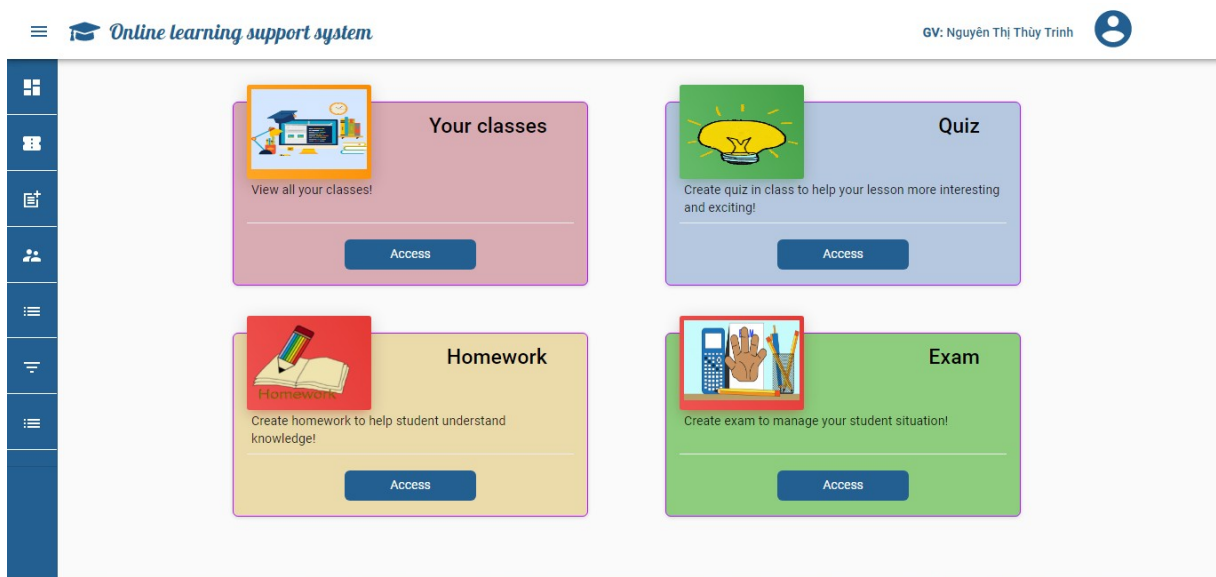 Online learning support system
GV: Nguyên Thị Thùy Trinh
Your classes
View all your classes!
Access
Quiz
Create quiz in class to help your lesson more interesting
and exciting!
Access
Homework
Homework
Create homework to help student understand
knowledge!
Access
Exam
Create exam to manage your student situation!
Access